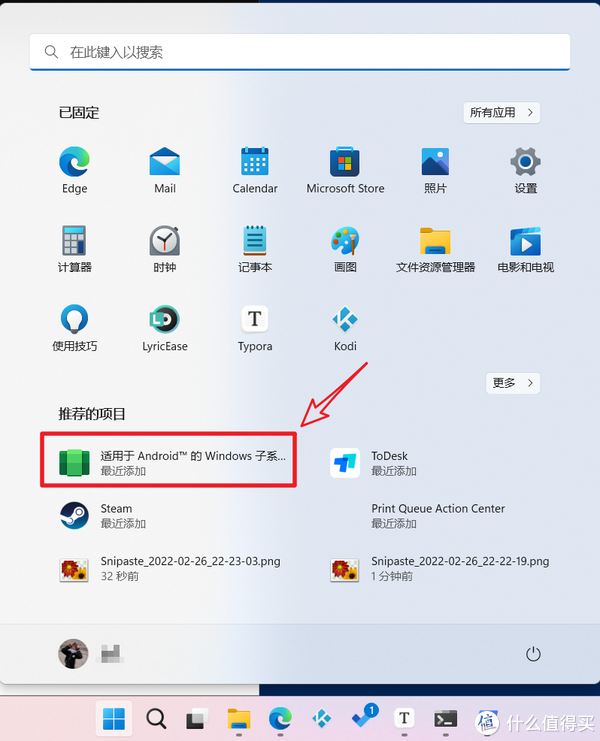 在此键入以搜索
已固定
所有应用
Edge
Mail
Calendar
Microsoft Store
照片
设置
计算器
时钟
记事本
画图
文件资源管理器
电影和电视
使用技巧
LyricEase
T
Typora
Kodi
更多
推荐的项目
适用于 Android™ 的 Windows 子系...
最近添加
ToDesk
最近添加
Steam
最近添加
Print Queue Action Center
最近添加
Snipaste_2022-02-26_22-23-03.png
32 秒前
Snipaste_2022-02-26_22-22-19.png
1 分钟前
1
T
值 什么值得买